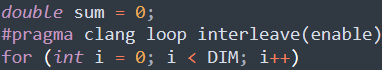 double sum = 0;
#pragma clang loop interleave(enable)
for (int i = 0; i < DIM; i++)